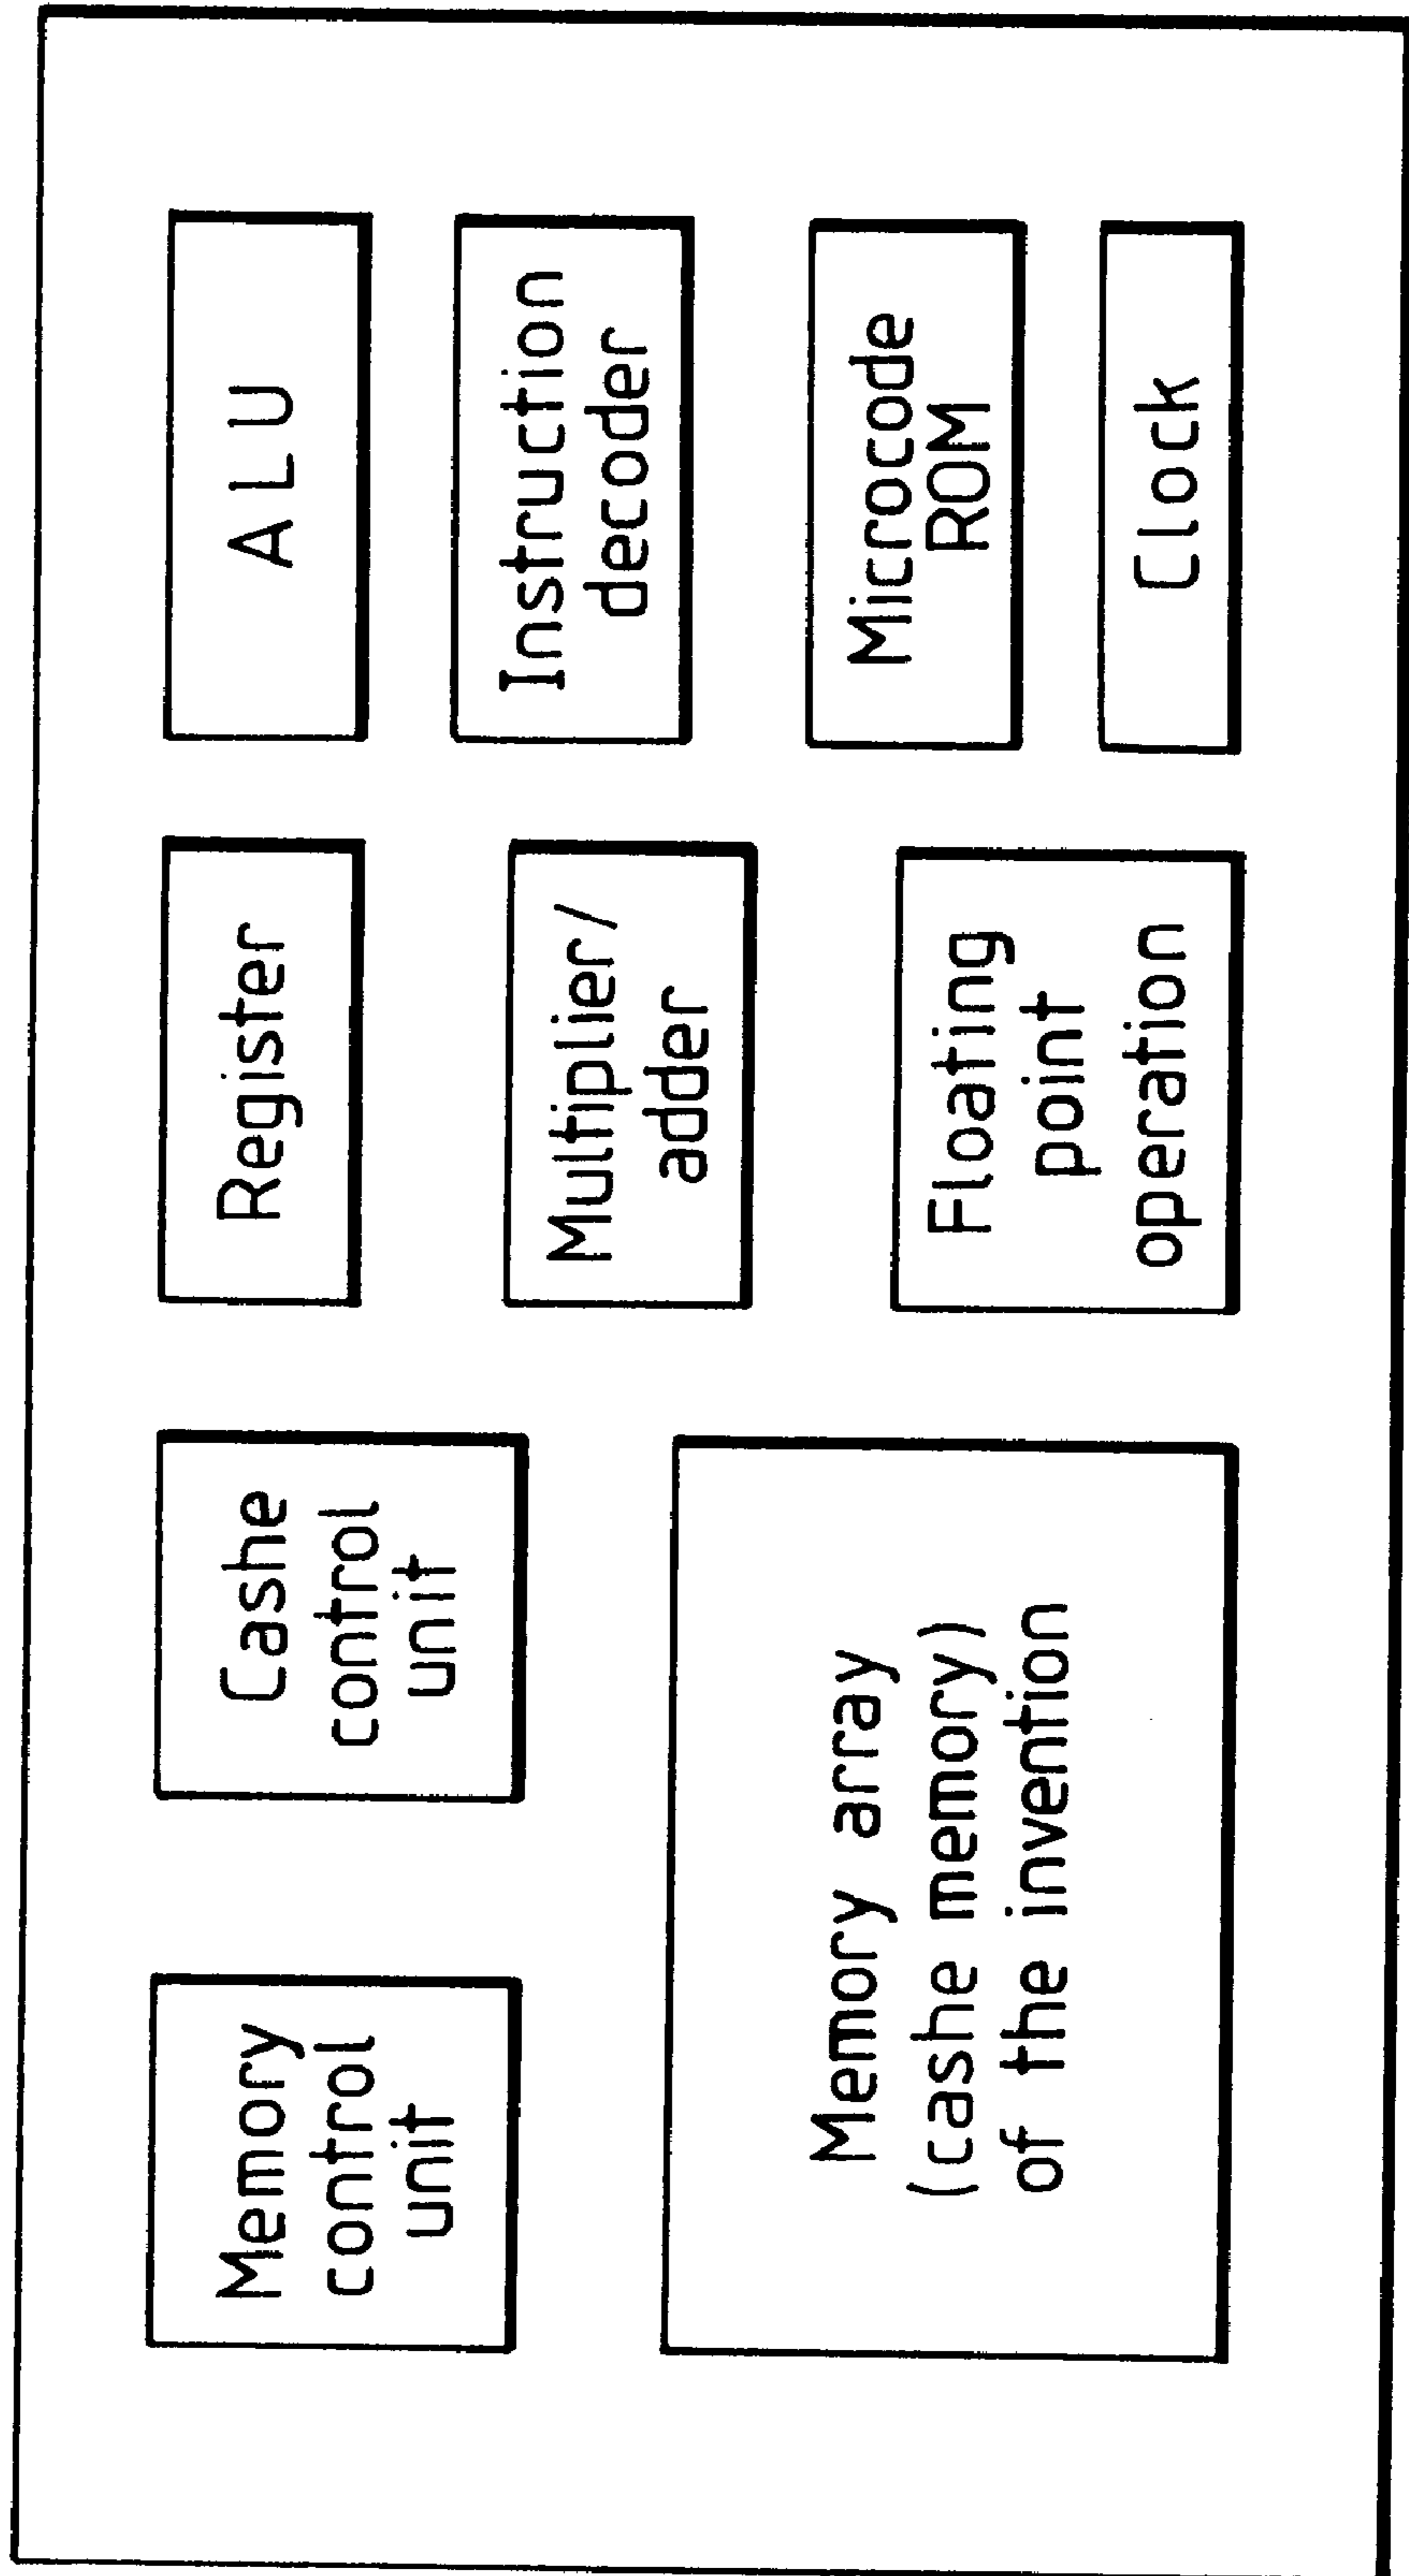 Memory
control
unit
Cashe
control
unit
Register
A L U
Memory array
(cashe memory)
of the invention
Multiplier/
adder
Instruction
decoder
Floating
point
operation
Microcode
ROM
Clock